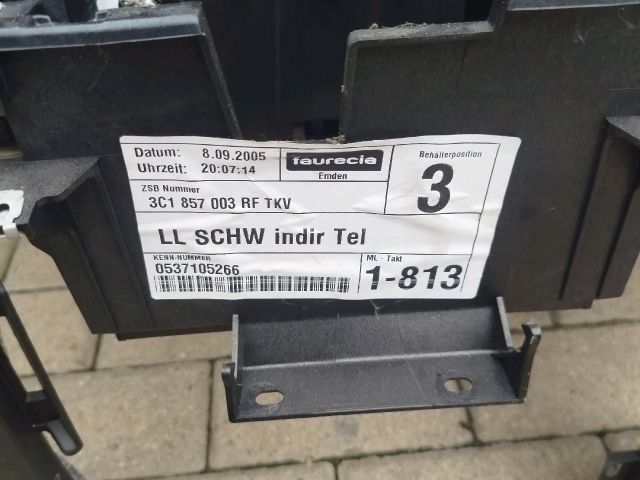 Datum: 8.09.2005
Uhrzeit: 20:07:14
faurecia
Emden
Behälterposition
3
ZSB Nummer
3C1 857 003 RF TKV
LL SCHW indir Tel
KENN-NUMMER
0537105266
ML - Takt
1-813